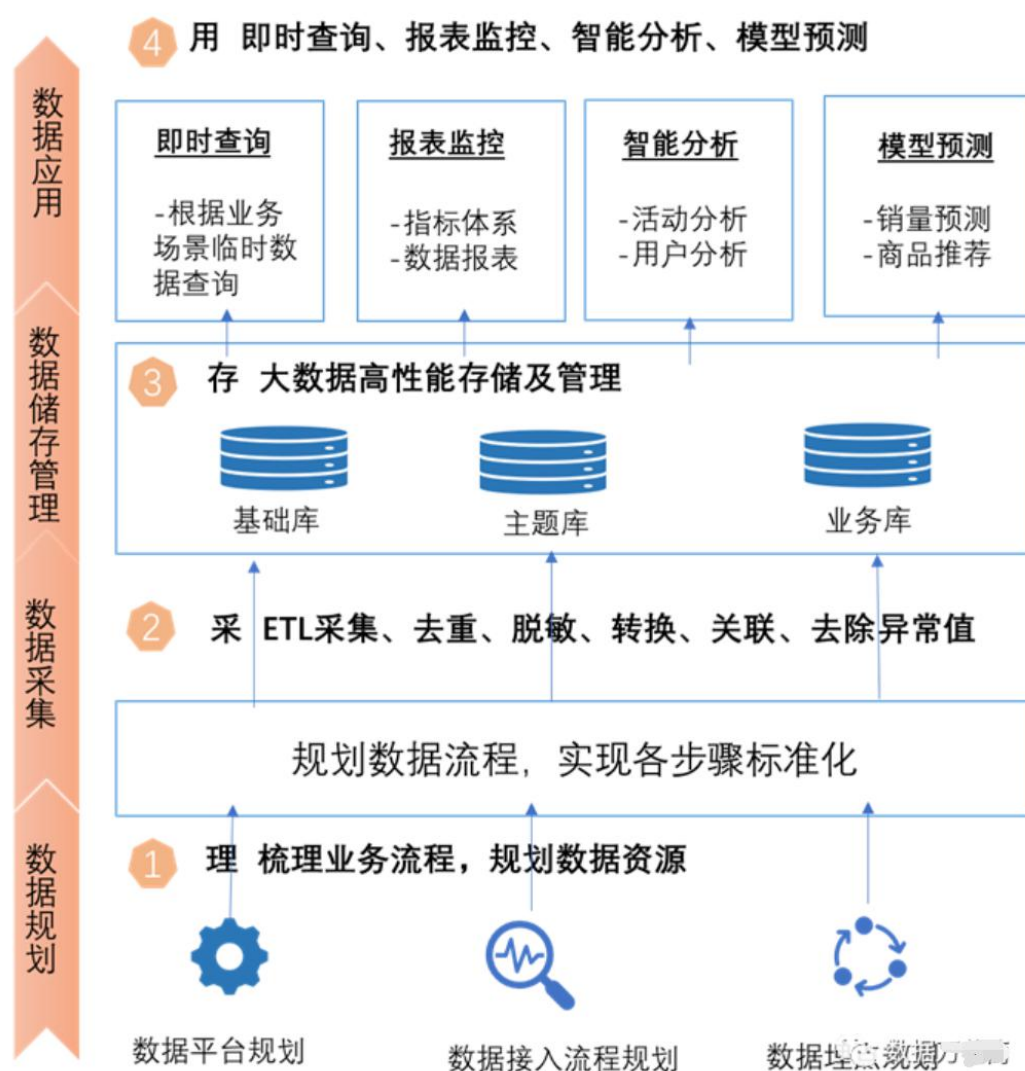 4 用 即时查询、报表监控、智能分析、模型预测
数据应用
即时查询
-根据业务
场景临时数
据查询
报表监控
-指标体系
-数据报表
智能分析
-活动分析
-用户分析
模型预测
-销量预测
-商品推荐
数据储存管理
3 存 大数据高性能存储及管理
基础库
主题库
业务库
数据采集
2 采 ETL采集、去重、脱敏、转换、关联、去除异常值
规划数据流程，实现各步骤标准化
数据规划
1 理 梳理业务流程，规划数据资源
数据平台规划
数据接入流程规划
数据埋点规划
数据